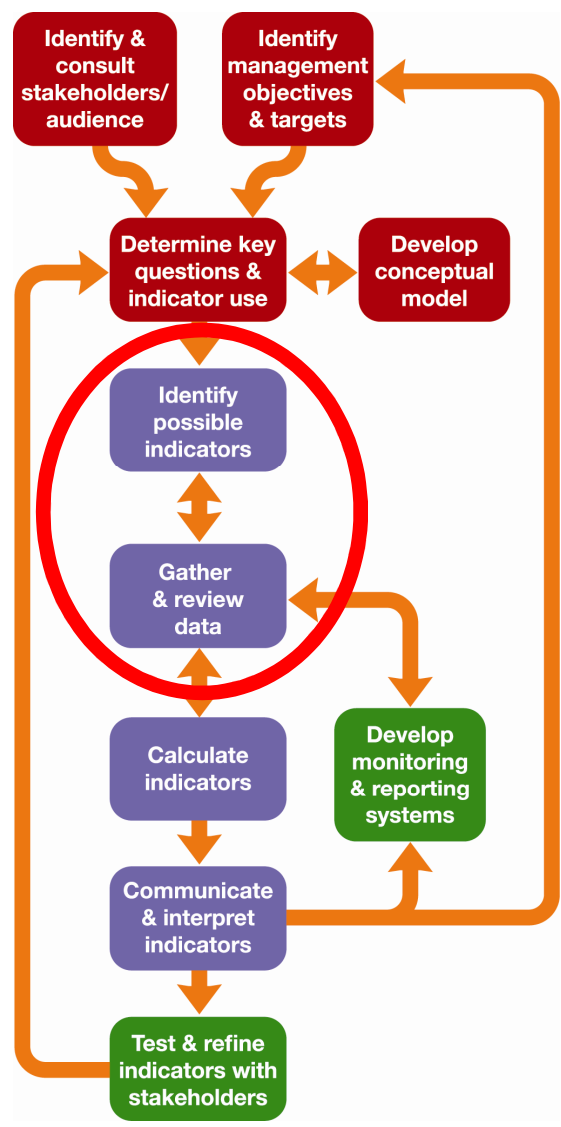 Identify &
consult
stakeholders/
audience
Identify
management
objectives
& targets
Determine key
questions &
indicator use
Develop
conceptual
model
Identify
possible
indicators
Gather
& review
data
Calculate
indicators
Develop
monitoring
& reporting
systems
Communicate
& interpret
indicators
Test & refine
indicators with
stakeholders